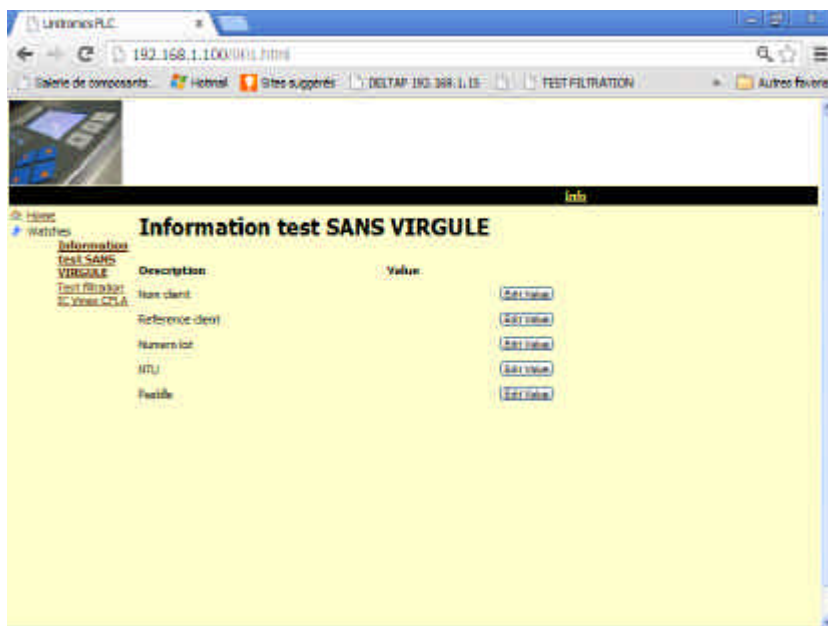 Unitronics PLC
192.168.1.100/001.html
Galerie de composants... Hotmail Sites suggérés DELTAP 192.168.1.15 TEST FILTRATION » Autres favoris
Info
Home
Watches
Information test SANS VIRGULE
Test filtration
Information test SANS VIRGULE
Description Value
Nom client Edit Value
Reference client Edit Value
Numero lot Edit Value
NTU Edit Value
Edit Value